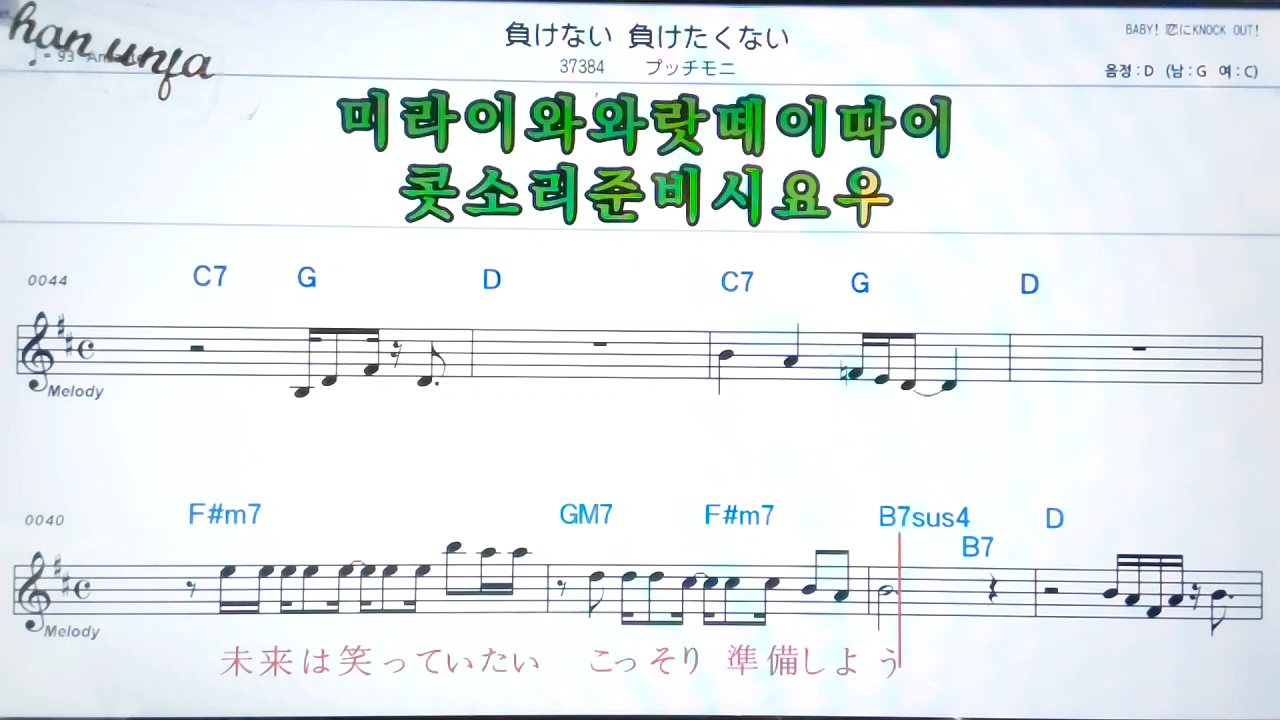 han unja
負けない 負けたくない
BABY! 恋にKNOCK OUT!
37384 プッチモニ
음정:D (남:G 여:C)
미라이와와랏떼이따이
콧소리준비시요우
0044
C7 G D C7 G D
Melody
0040
F#m7 GM7 F#m7 B7sus4 D
B7
Melody
未来は笑っていたい こっそり 準備しよう